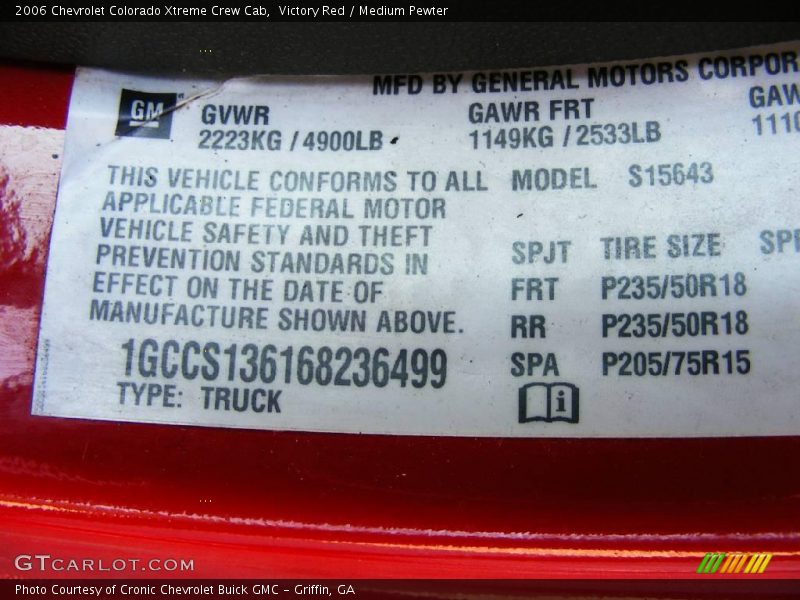 2006 Chevrolet Colorado Xtreme Crew Cab,  Victory Red / Medium Pewter
MFD BY GENERAL MOTORS CORPOR
GM
GVWR
2223KG / 4900LB
GAWR FRT
1149KG / 2533LB
GAW
1110
THIS VEHICLE CONFORMS TO ALL
APPLICABLE FEDERAL MOTOR
VEHICLE SAFETY AND THEFT
PREVENTION STANDARDS IN
EFFECT ON THE DATE OF
MANUFACTURE SHOWN ABOVE.
1GCCS136168236499
TYPE: TRUCK
MODEL S15643
SPJT TIRE SIZE SPE
FRT P235/50R18
RR P235/50R18
SPA P205/75R15
i
GTCARLOT.COM
Photo Courtesy of Cronic Chevrolet Buick GMC - Griffin, GA